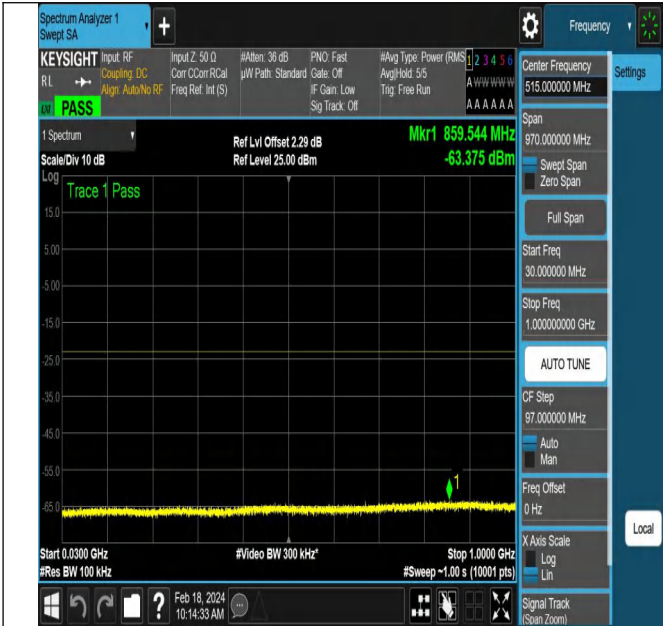 Spectrum Analyzer 1
Swept SA
Frequency
KEYSIGHT
RL
PASS
Input: RF
Coupling: DC
Align: Auto/No RF
Input Z: 50 Ω
Corr CCorr RCal
Freq Ref: Int (S)
#Atten: 36 dB
µW Path: Standard
PNO: Fast
Gate: Off
IF Gain: Low
Sig Track: Off
#Avg Type: Power (RMS
Avg|Hold: 5/5
Trig: Free Run
1 2 3 4 5 6
A W W W W W
A A A A A A
1 Spectrum
Scale/Div 10 dB
Ref Lvl Offset 2.29 dB
Ref Level 25.00 dBm
Mkr1 859.544 MHz
-63.375 dBm
Log
Trace 1 Pass
15.0
5.00
-5.00
-15.0
-25.0
-35.0
-45.0
-55.0
-65.0
1
Start 0.0300 GHz
#Res BW 100 kHz
#Video BW 300 kHz*
Stop 1.0000 GHz
#Sweep ~1.00 s (10001 pts)
Feb 18, 2024
10:14:33 AM
?
Settings
Center Frequency
515.000000 MHz
Span
970.000000 MHz
Swept Span
Zero Span
Full Span
Start Freq
30.000000 MHz
Stop Freq
1.000000000 GHz
AUTO TUNE
CF Step
97.000000 MHz
Auto
Man
Freq Offset
0 Hz
X Axis Scale
Log
Lin
Signal Track
(Span Zoom)
Local